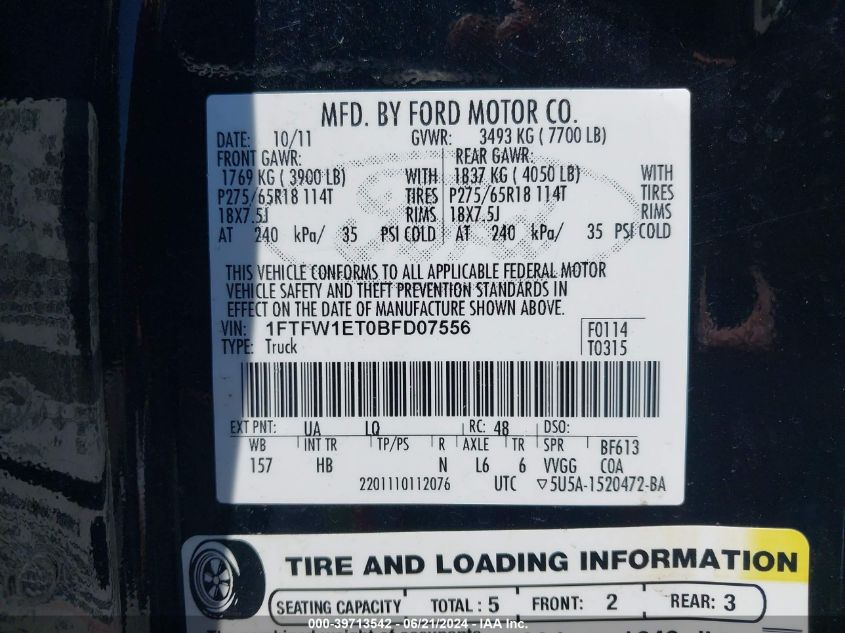 MFD. BY FORD MOTOR CO.
DATE: 10/11 GVWR: 3493 KG ( 7700 LB)
FRONT GAWR: REAR GAWR:
1769 KG ( 3900 LB) WITH 1837 KG ( 4050 LB) WITH
P275/65R18 114T TIRES P275/65R18 114T TIRES
18X7.5J RIMS 18X7.5J RIMS
AT 240 kPa/ 35 PSI COLD AT 240 kPa/ 35 PSI COLD
THIS VEHICLE CONFORMS TO ALL APPLICABLE FEDERAL MOTOR
VEHICLE SAFETY AND THEFT PREVENTION STANDARDS IN
EFFECT ON THE DATE OF MANUFACTURE SHOWN ABOVE.
VIN: 1FTFW1ET0BFD07556 F0114
TYPE: Truck T0315
EXT PNT: UA LQ RC: 48 DSO:
WB INT TR TP/PS R AXLE TR SPR BF613
157 HB N L6 6 VVGG COA
2201110112076 UTC ▽5U5A-1520472-BA
TIRE AND LOADING INFORMATION
SEATING CAPACITY TOTAL : 5 FRONT: 2 REAR: 3
000-39713542 - 06/21/2024 - IAA Inc.